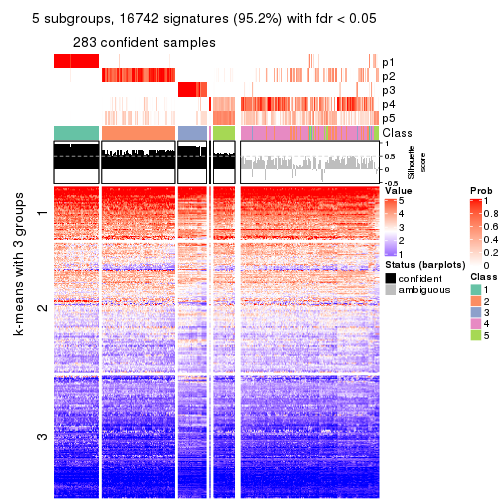 5 subgroups, 16742 signatures (95.2%) with fdr < 0.05
283 confident samples
p1
p2
p3
p4
p5
Class
1
0.5
0
-0.5
Silhouette
score
k-means with 3 groups
1
2
3
Value
5
4
3
2
1
Status (barplots)
confident
ambiguous
Prob
1
0.8
0.6
0.4
0.2
0
Class
1
2
3
4
5